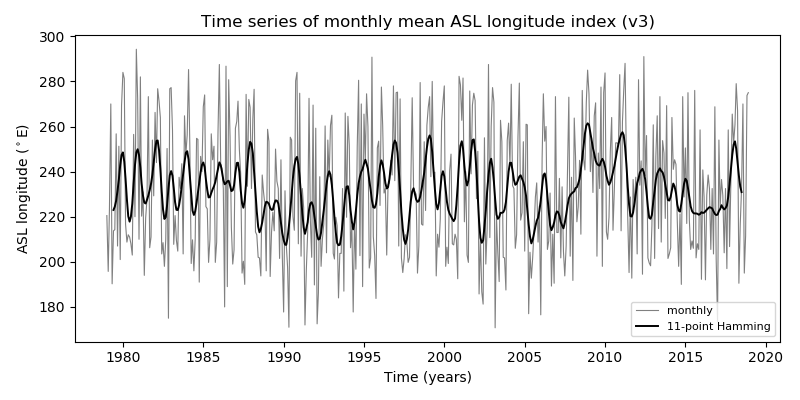 Time series of monthly mean ASL longitude index (v3)
300
280
260
240
220
200
180
ASL longitude (°E)
monthly
11-point Hamming
1980 1985 1990 1995 2000 2005 2010 2015 2020
Time (years)